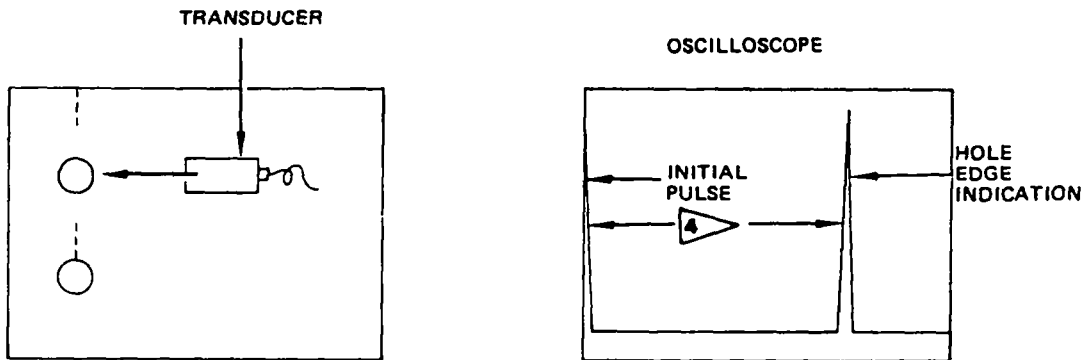 TRANSDUCER
OSCILLOSCOPE
INITIAL
PULSE
4
HOLE
EDGE
INDICATION